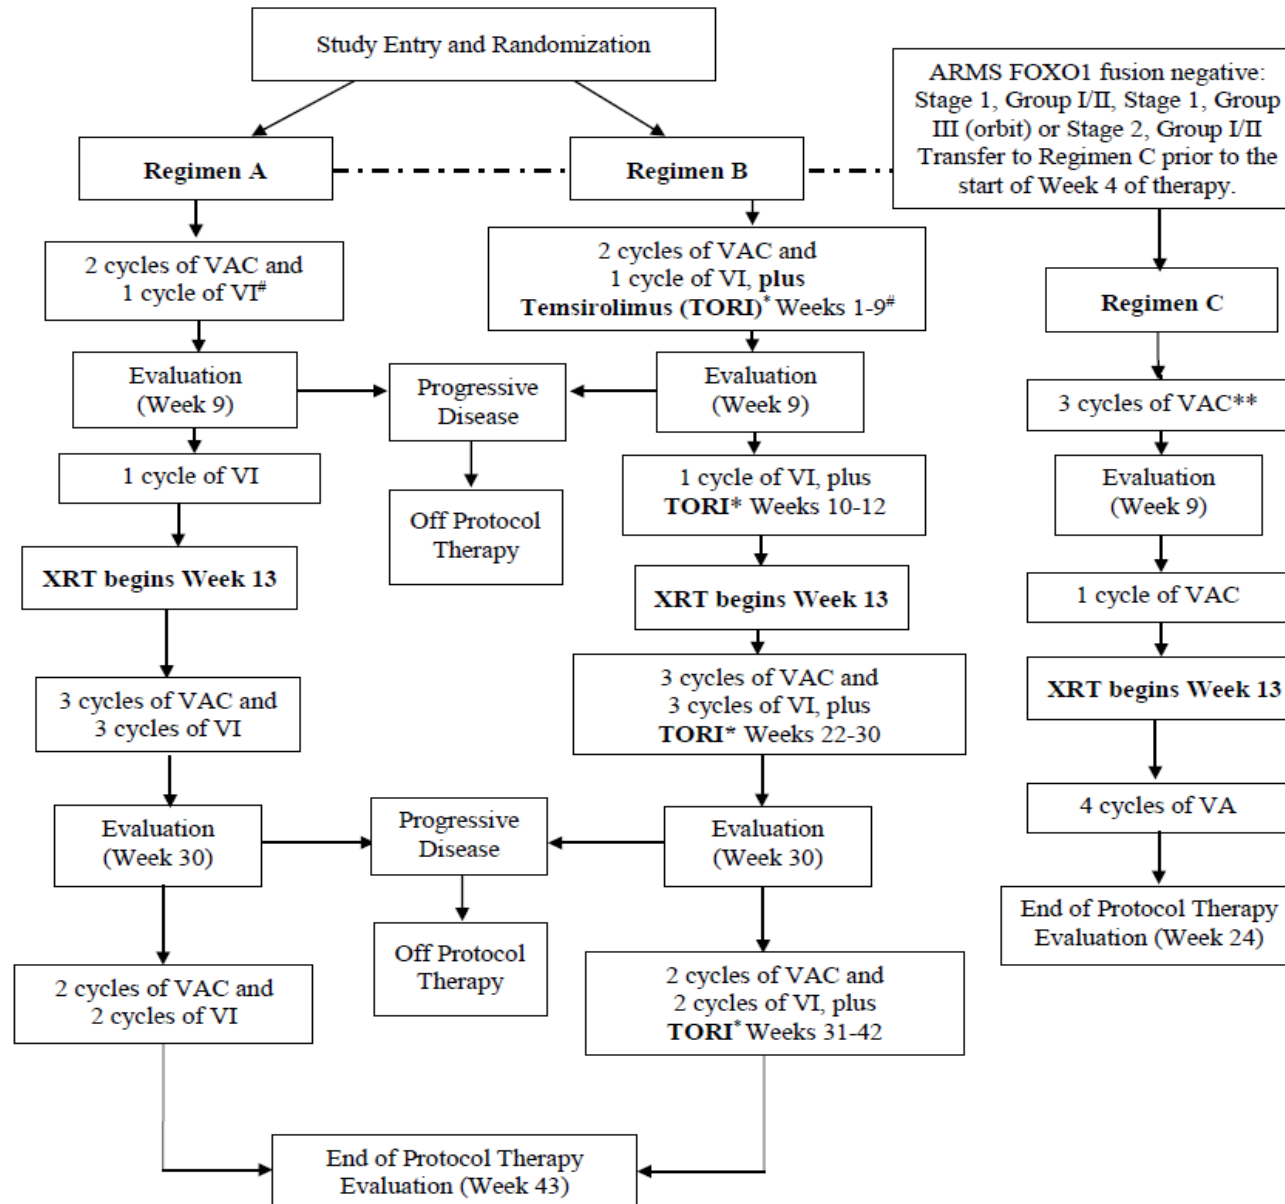 Study Entry and Randomization
ARMS FOXO1 fusion negative:
Stage 1, Group I/II, Stage 1, Group
III (orbit) or Stage 2, Group I/II
Transfer to Regimen C prior to the
start of Week 4 of therapy.
Regimen A
Regimen B
2 cycles of VAC and
1 cycle of VI#
2 cycles of VAC and
1 cycle of VI, plus
Temsirolimus (TORI)* Weeks 1-9#
Regimen C
Evaluation
(Week 9)
Progressive
Disease
Evaluation
(Week 9)
3 cycles of VAC**
1 cycle of VI
Off Protocol
Therapy
1 cycle of VI, plus
TORI* Weeks 10-12
Evaluation
(Week 9)
XRT begins Week 13
XRT begins Week 13
1 cycle of VAC
3 cycles of VAC and
3 cycles of VI
3 cycles of VAC and
3 cycles of VI, plus
TORI* Weeks 22-30
XRT begins Week 13
Evaluation
(Week 30)
Progressive
Disease
Evaluation
(Week 30)
4 cycles of VA
Off Protocol
Therapy
End of Protocol Therapy
Evaluation (Week 24)
2 cycles of VAC and
2 cycles of VI
2 cycles of VAC and
2 cycles of VI, plus
TORI* Weeks 31-42
End of Protocol Therapy
Evaluation (Week 43)